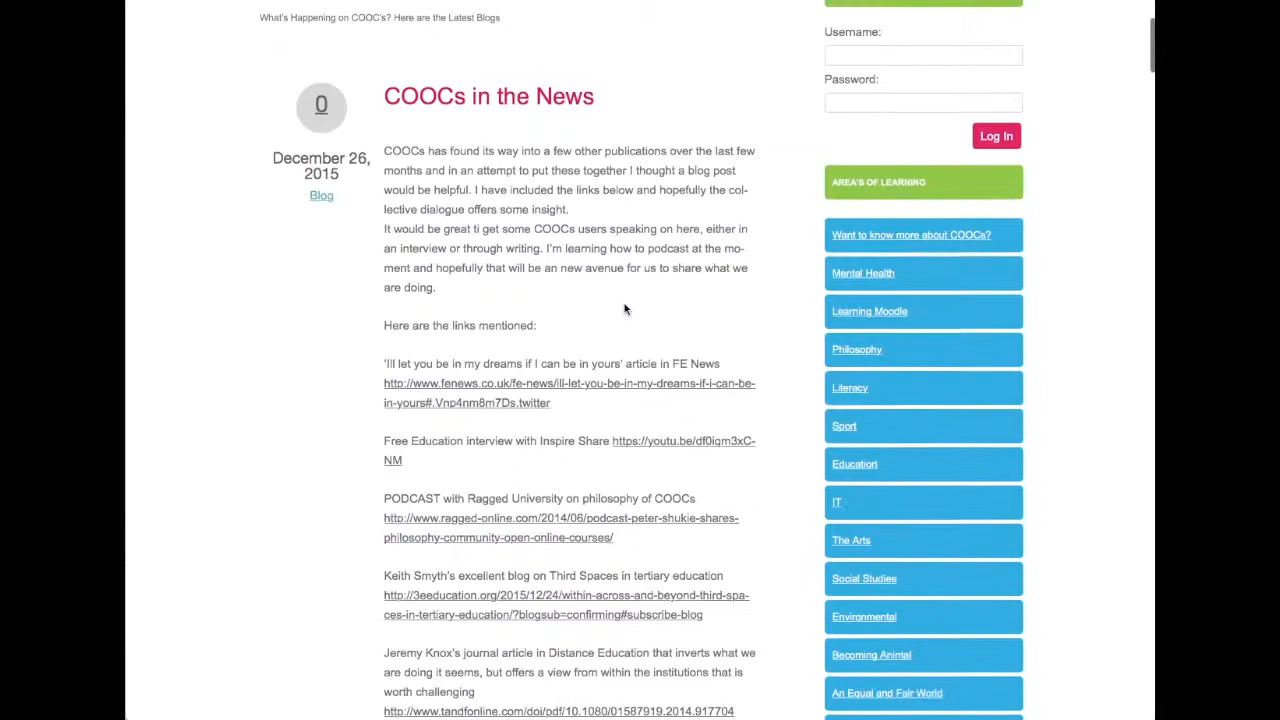 What's Happening on COOC's? Here are the Latest Blogs
0
December 26,
2015
Blog
COOCs in the News
COOCs has found its way into a few other publications over the last few
months and in an attempt to put these together I thought a blog post
would be helpful. I have included the links below and hopefully the col-
lective dialogue offers some insight.
It would be great ti get some COOCs users speaking on here, either in
an interview or through writing. I'm learning how to podcast at the mo-
ment and hopefully that will be an new avenue for us to share what we
are doing.
Here are the links mentioned:
'Ill let you be in my dreams if I can be in yours' article in FE News
http://www.fenews.co.uk/fe-news/ill-let-you-be-in-my-dreams-if-i-can-be-
in-yours#.Vnp4nm8m7Ds.twitter
Free Education interview with Inspire Share https://youtu.be/df0iqm3xC-
NM
PODCAST with Ragged University on philosophy of COOCs
http://www.ragged-online.com/2014/06/podcast-peter-shukie-shares-
philosophy-community-open-online-courses/
Keith Smyth's excellent blog on Third Spaces in tertiary education
http://3eeducation.org/2015/12/24/within-across-and-beyond-third-spa-
ces-in-tertiary-education/?blogsub=confirming#subscribe-blog
Jeremy Knox's journal article in Distance Education that inverts what we
are doing it seems, but offers a view from within the institutions that is
worth challenging
http://www.tandfonline.com/doi/pdf/10.1080/01587919.2014.917704
Username:
Password:
Log In
AREA'S OF LEARNING
Want to know more about COOCs?
Mental Health
Learning Moodle
Philosophy
Literacy
Sport
Education
IT
The Arts
Social Studies
Environmental
Becoming Animal
An Equal and Fair World